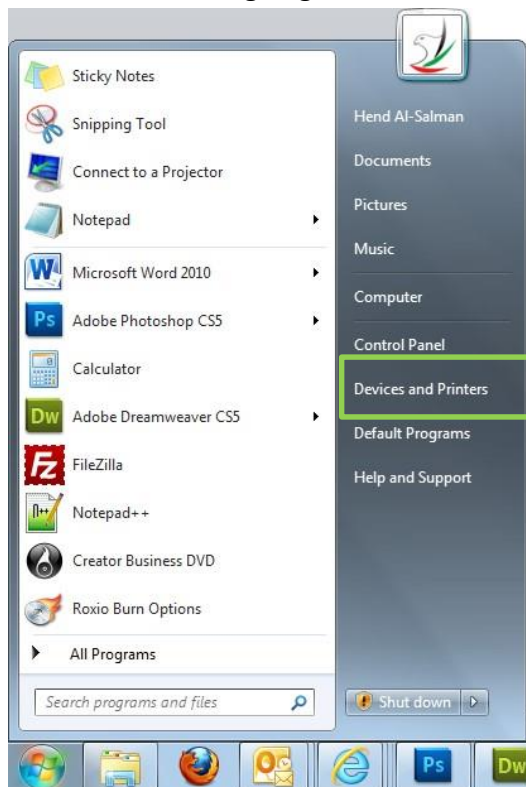 Sticky Notes
Snipping Tool
Connect to a Projector
Notepad
Microsoft Word 2010
Ps Adobe Photoshop CS5
Calculator
Dw Adobe Dreamweaver CS5
Fz FileZilla
Notepad++
Creator Business DVD
Roxio Burn Options
All Programs
Search programs and files
Hend Al-Salman
Documents
Pictures
Music
Computer
Control Panel
Devices and Printers
Default Programs
Help and Support
Shut down
Ps
Dw